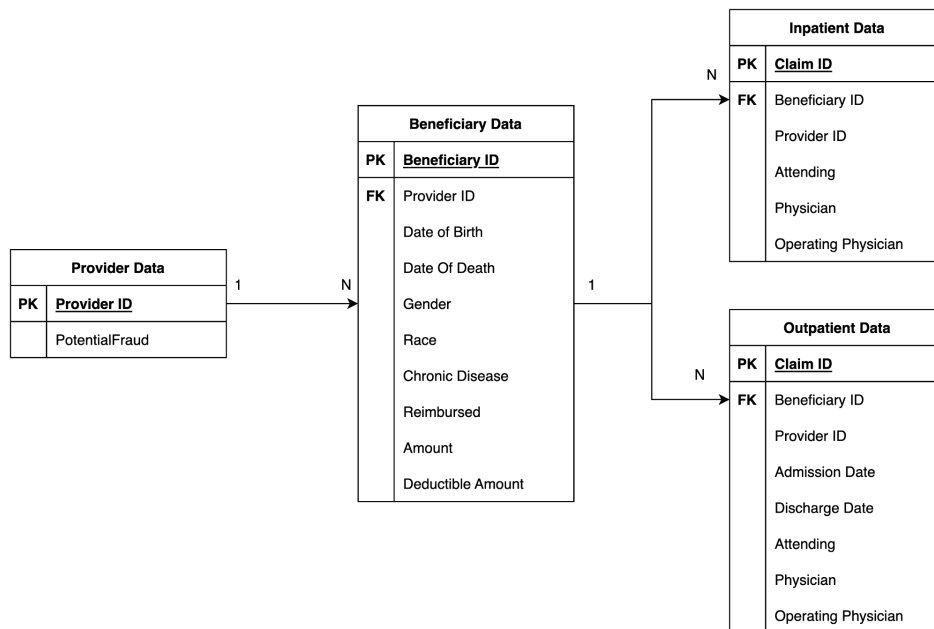 Provider Data
PK Provider ID
PotentialFraud
1 N
Beneficiary Data
PK Beneficiary ID
FK Provider ID
Date of Birth
Date Of Death
Gender
Race
Chronic Disease
Reimbursed
Amount
Deductible Amount
1
N
Inpatient Data
PK Claim ID
FK Beneficiary ID
Provider ID
Attending
Physician
Operating Physician
N
Outpatient Data
PK Claim ID
FK Beneficiary ID
Provider ID
Admission Date
Discharge Date
Attending
Physician
Operating Physician